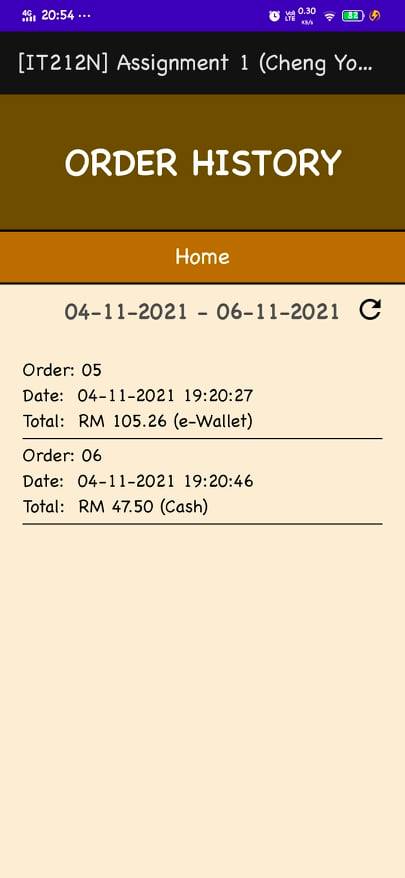 4G 20:54 ··· Vo) LTE 0.30 KB/S 82
[IT212N] Assignment 1 (Cheng Yo...
ORDER HISTORY
Home
04-11-2021 - 06-11-2021
Order: 05
Date: 04-11-2021 19:20:27
Total: RM 105.26 (e-Wallet)
Order: 06
Date: 04-11-2021 19:20:46
Total: RM 47.50 (Cash)